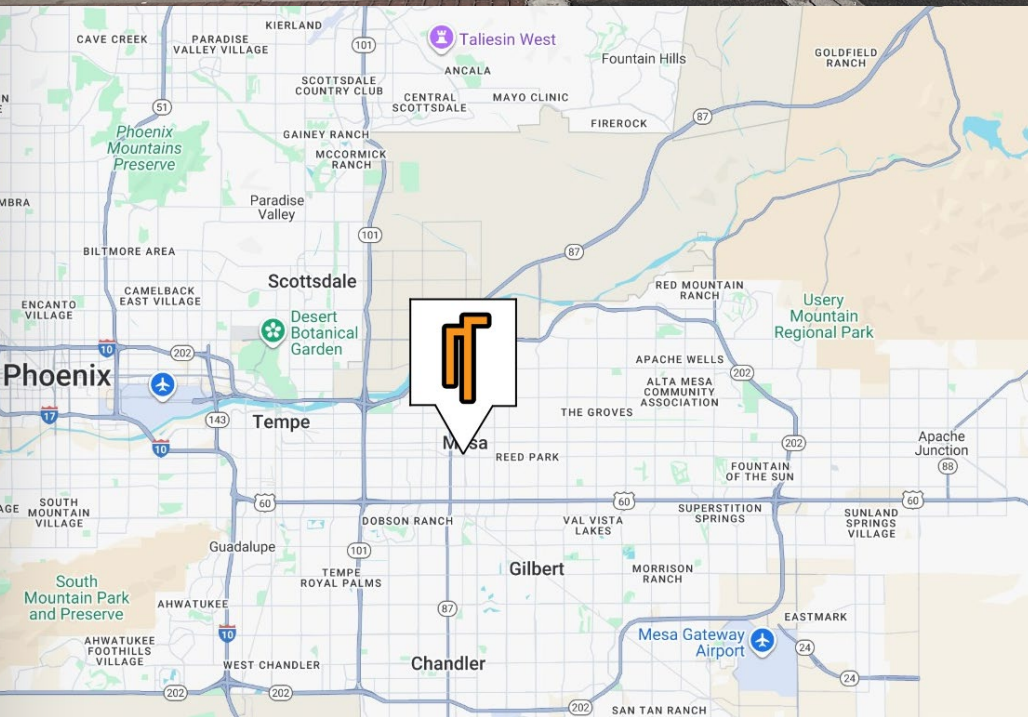 KIERLAND
CAVE CREEK
PARADISE
VALLEY VILLAGE
101
Taliesin West
Fountain Hills
GOLDFIELD
RANCH
ANCALA
SCOTTSDALE
COUNTRY CLUB
CENTRAL
SCOTTSDALE
MAYO CLINIC
51
87
FIREROCK
Phoenix
Mountains
Preserve
GAINEY RANCH
MCCORMICK
RANCH
MBRA
Paradise
Valley
101
BILTMORE AREA
87
Scottsdale
CAMELBACK
EAST VILLAGE
ENCANTO
VILLAGE
RED MOUNTAIN
RANCH
Usery
Mountain
Regional Park
Desert
Botanical
Garden
10
202
Phoenix
APACHE WELLS
202
ALTA MESA
COMMUNITY
ASSOCIATION
17
143
Tempe
THE GROVES
10
M sa
REED PARK
202
Apache
Junction
88
FOUNTAIN
OF THE SUN
AGE
SOUTH
MOUNTAIN
VILLAGE
60
60
60
DOBSON RANCH
VAL VISTA
LAKES
SUPERSTITION
SPRINGS
SUNLAND
SPRINGS
VILLAGE
Guadalupe
101
TEMPE
ROYAL PALMS
Gilbert
MORRISON
RANCH
South
Mountain Park
and Preserve
AHWATUKEE
87
EASTMARK
10
Mesa Gateway
Airport
24
AHWATUKEE
FOOTHILLS
VILLAGE
WEST CHANDLER
Chandler
24
202
202
202
SAN TAN RANCH